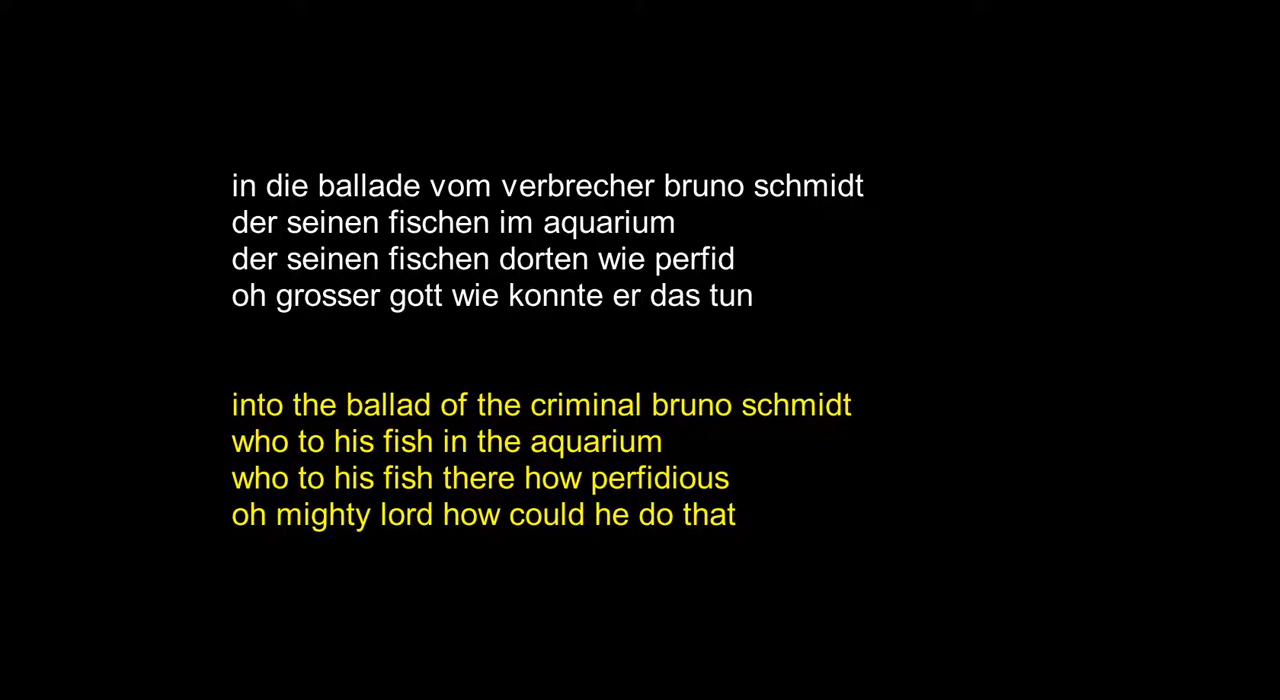 in die ballade vom verbrecher bruno schmidt
der seinen fischen im aquarium
der seinen fischen dorten wie perfid
oh grosser gott wie konnte er das tun
into the ballad of the criminal bruno schmidt
who to his fish in the aquarium
who to his fish there how perfidious
oh mighty lord how could he do that